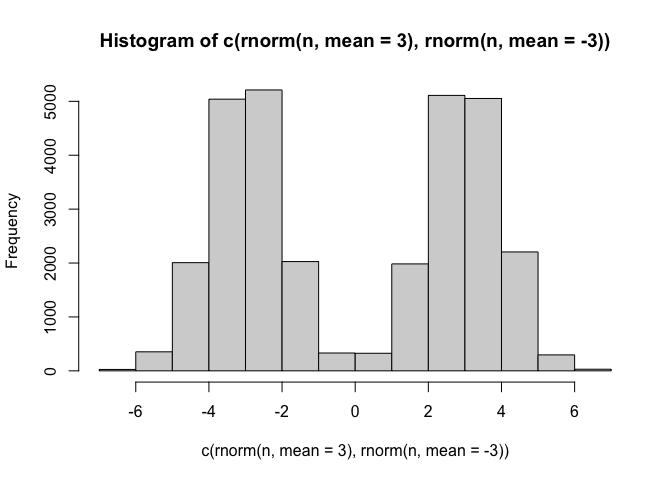 Histogram of c(rnorm(n, mean = 3), rnorm(n, mean = -3))
Frequency
5000
4000
3000
2000
1000
0
-6 -4 -2 0 2 4 6
c(rnorm(n, mean = 3), rnorm(n, mean = -3))